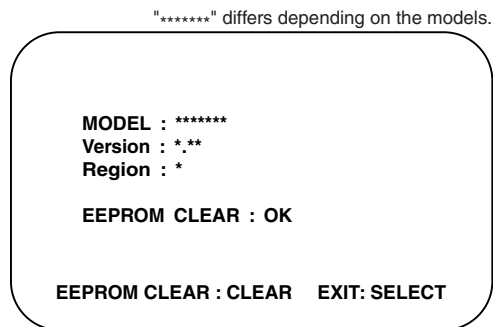 "*******" differs depending on the models.
MODEL : *******
Version : *.**
Region : *
EEPROM CLEAR : OK
EEPROM CLEAR : CLEAR EXIT: SELECT